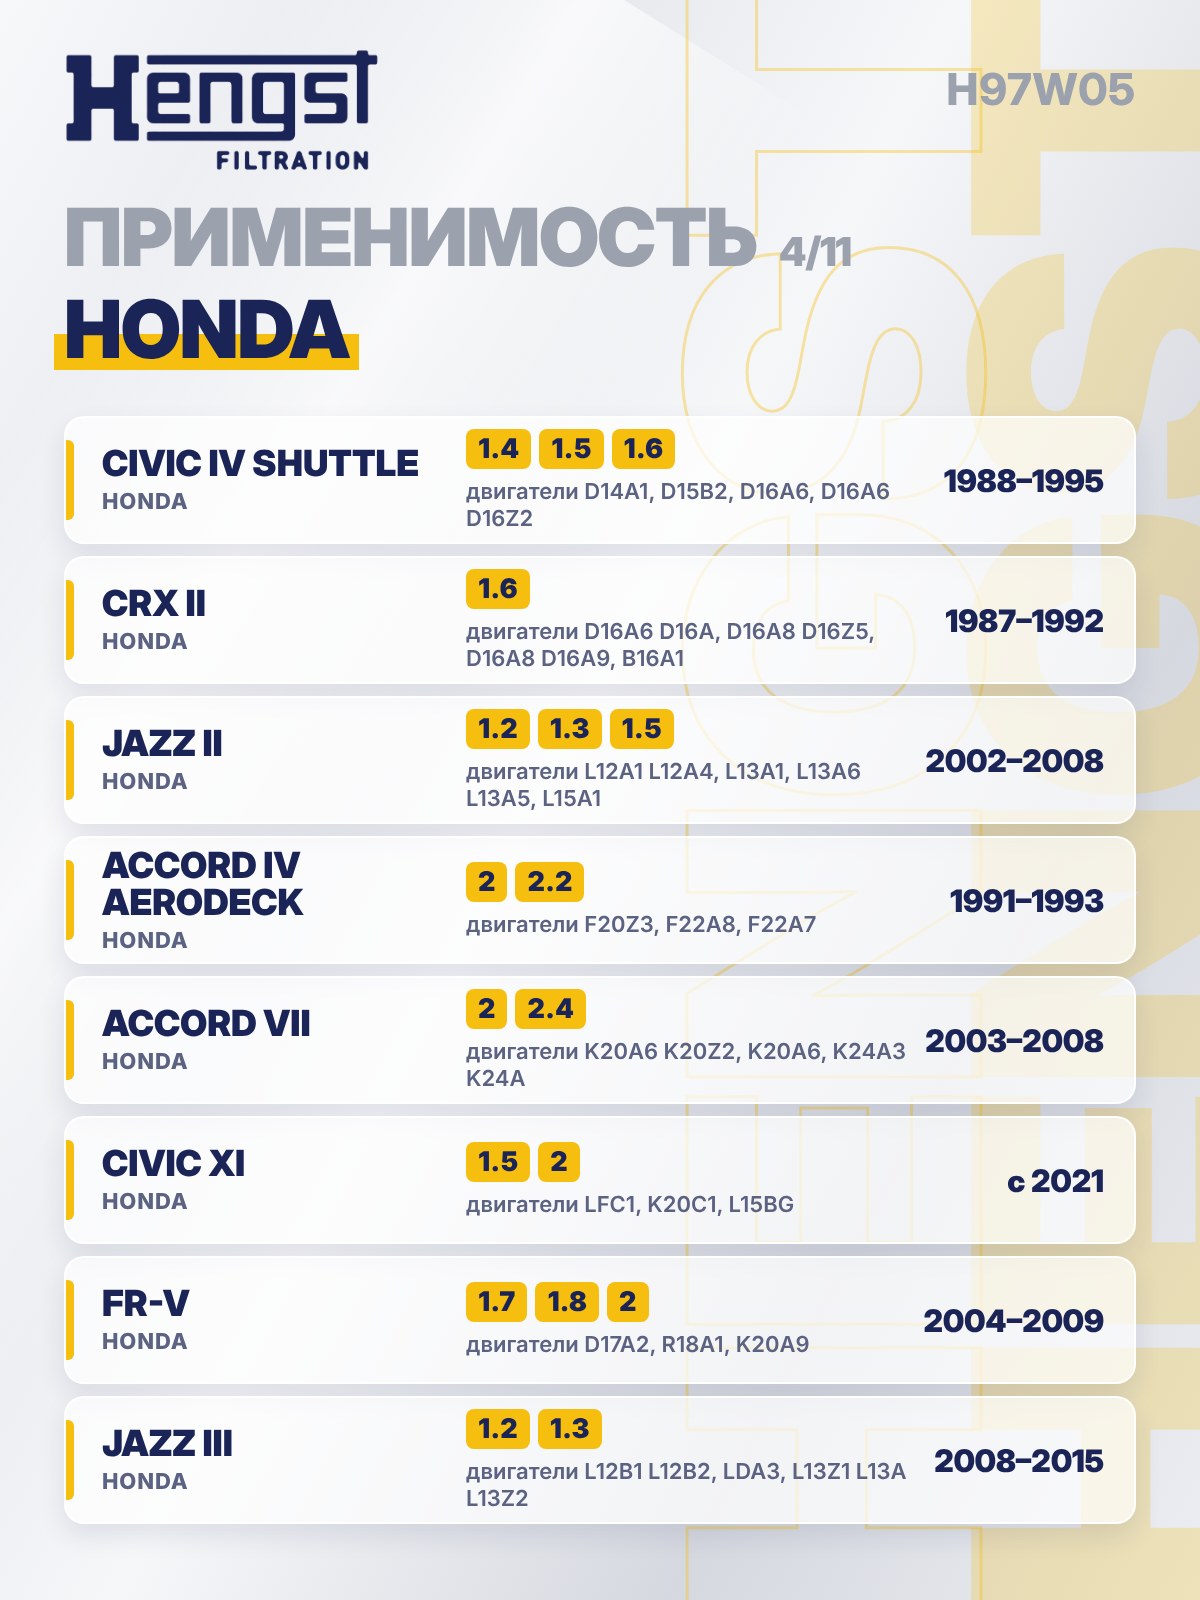 Hengst
FILTRATION
H97W05
ПРИМЕНИМОСТЬ 4/11
HONDA
CIVIC IV SHUTTLE
HONDA
1.4 1.5 1.6
двигатели D14A1, D15B2, D16A6, D16A6
D16Z2
1988–1995
CRX II
HONDA
1.6
двигатели D16A6 D16A, D16A8 D16Z5,
D16A8 D16A9, B16A1
1987–1992
JAZZ II
HONDA
1.2 1.3 1.5
двигатели L12A1 L12A4, L13A1, L13A6
L13A5, L15A1
2002–2008
ACCORD IV
AERODECK
HONDA
2 2.2
двигатели F20Z3, F22A8, F22A7
1991–1993
ACCORD VII
HONDA
2 2.4
двигатели K20A6 K20Z2, K20A6, K24A3
K24A
2003–2008
CIVIC XI
HONDA
1.5 2
двигатели LFC1, K20C1, L15BG
с 2021
FR-V
HONDA
1.7 1.8 2
двигатели D17A2, R18A1, K20A9
2004–2009
JAZZ III
HONDA
1.2 1.3
двигатели L12B1 L12B2, LDA3, L13Z1 L13A
L13Z2
2008–2015
HENGST
HENGST